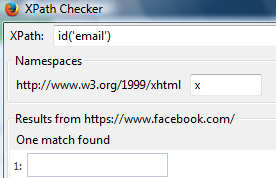 XPath Checker
XPath: id('email')
Namespaces
http://www.w3.org/1999/xhtml x
Results from https://www.facebook.com/
One match found
1: